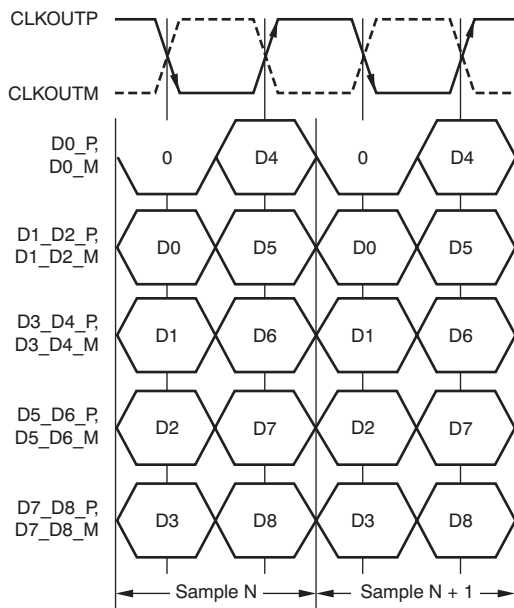 CLKOUTP
CLKOUTM
D0_P,
D0_M
0 D4 0 D4
D1_D2_P,
D1_D2_M
D0 D5 D0 D5
D3_D4_P,
D3_D4_M
D1 D6 D1 D6
D5_D6_P,
D5_D6_M
D2 D7 D2 D7
D7_D8_P,
D7_D8_M
D3 D8 D3 D8
Sample N Sample N + 1